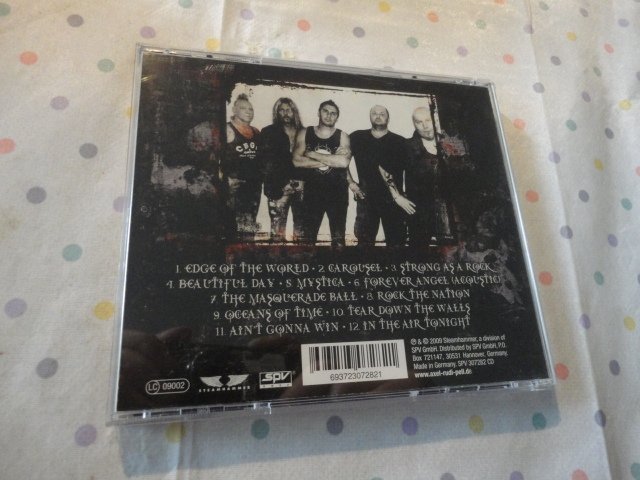 CBGB
1. EDGE OF THE WORLD · 2. CAROUSEL · 3. STRONG AS A ROCK
4. BEAUTIFUL DAY · 5. MYSTICA · 6. FOREVER ANGEL (ACOUSTIC)
7. THE MASQUERADE BALL · 8. ROCK THE NATION
9. OCEANS OF TIME · 10. TEAR DOWN THE WALLS
11. AIN'T GONNA WIN · 12. IN THE AIR TONIGHT
LC 09002
STEAMHAMMER
SPV
693723072821
℗ & © 2009 Steamhammer, a division of
SPV GmbH. Distributed by SPV GmbH, P.O.
Box 721147, 30531 Hannover, Germany.
Made in Germany. SPV 307282 CD
www.axel-rudi-pell.de